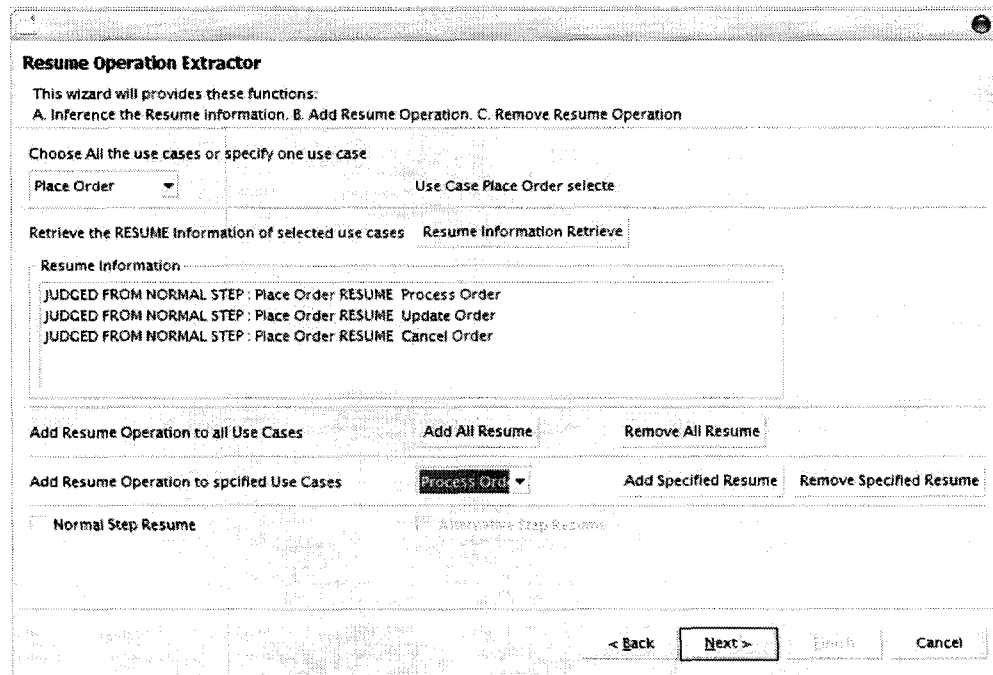 Resume Operation Extractor
This wizard will provides these functions:
A. Inference the Resume information. B. Add Resume Operation. C. Remove Resume Operation
Choose All the use cases or specify one use case
Place Order Use Case Place Order selecte
Retrieve the RESUME Information of selected use cases Resume Information Retrieve
Resume Information
JUDGED FROM NORMAL STEP : Place Order RESUME Process Order
JUDGED FROM NORMAL STEP : Place Order RESUME Update Order
JUDGED FROM NORMAL STEP : Place Order RESUME Cancel Order
Add Resume Operation to all Use Cases Add All Resume Remove All Resume
Add Resume Operation to spcified Use Cases Process Ord Add Specified Resume Remove Specified Resume
Normal Step Resume Alternative Step Resume
< Back Next > Finish Cancel